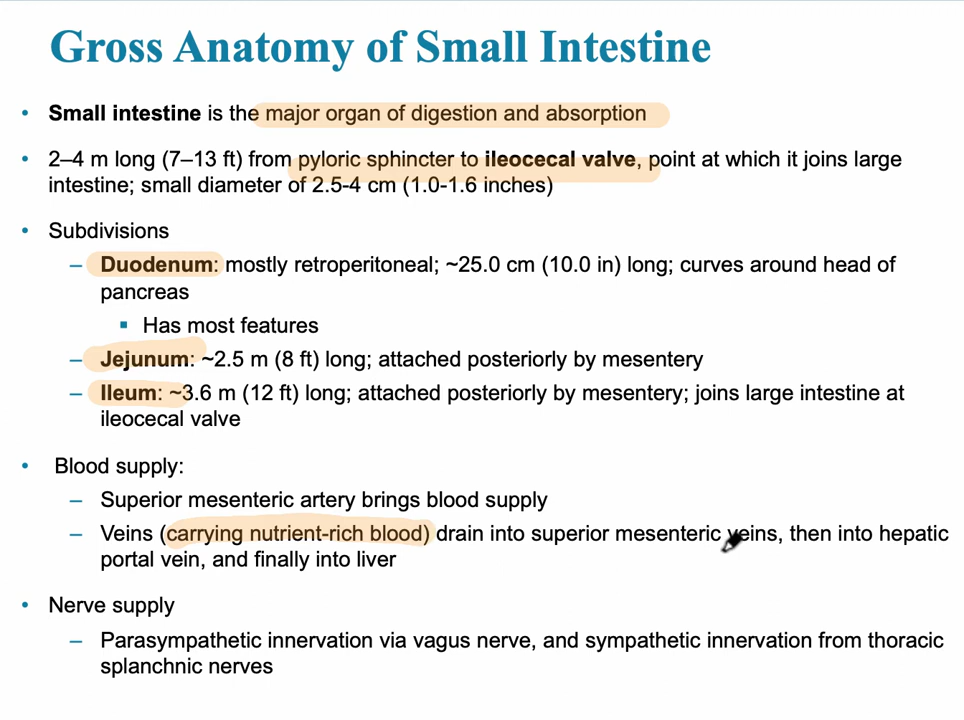 Gross Anatomy of Small Intestine
• Small intestine is the major organ of digestion and absorption
• 2–4 m long (7–13 ft) from pyloric sphincter to ileocecal valve, point at which it joins large
intestine; small diameter of 2.5-4 cm (1.0-1.6 inches)
• Subdivisions
– Duodenum: mostly retroperitoneal; ~25.0 cm (10.0 in) long; curves around head of
pancreas
▪ Has most features
– Jejunum: ~2.5 m (8 ft) long; attached posteriorly by mesentery
– Ileum: ~3.6 m (12 ft) long; attached posteriorly by mesentery; joins large intestine at
ileocecal valve
• Blood supply:
– Superior mesenteric artery brings blood supply
– Veins (carrying nutrient-rich blood) drain into superior mesenteric veins, then into hepatic
portal vein, and finally into liver
• Nerve supply
– Parasympathetic innervation via vagus nerve, and sympathetic innervation from thoracic
splanchnic nerves